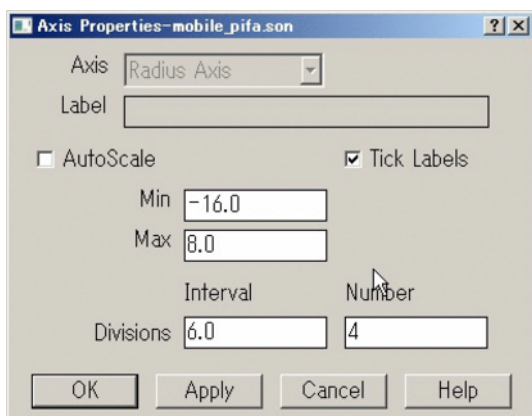 Axis Properties-mobile_pifa.son
Axis Radius Axis
Label
AutoScale Tick Labels
Min -16.0
Max 8.0
Interval Number
Divisions 6.0 4
OK Apply Cancel Help